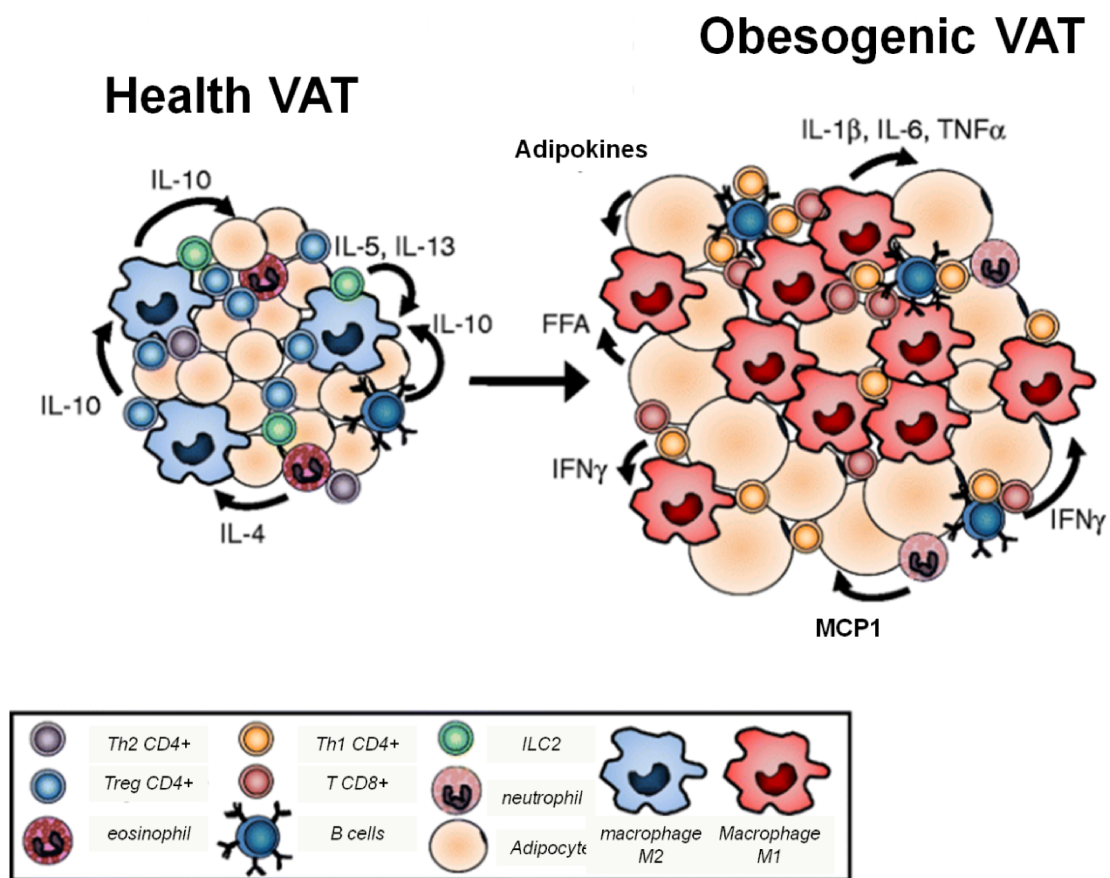 Obesogenic VAT
Health VAT
IL-1β, IL-6, TNFα
Adipokines
IL-10
IL-5, IL-13
IL-10
FFA
IL-10
IFNγ
IL-4
IFNγ
MCP1
Th2 CD4+
Th1 CD4+
ILC2
Treg CD4+
T CD8+
neutrophil
eosinophil
B cells
Adipocyte
macrophage
M2
Macrophage
M1